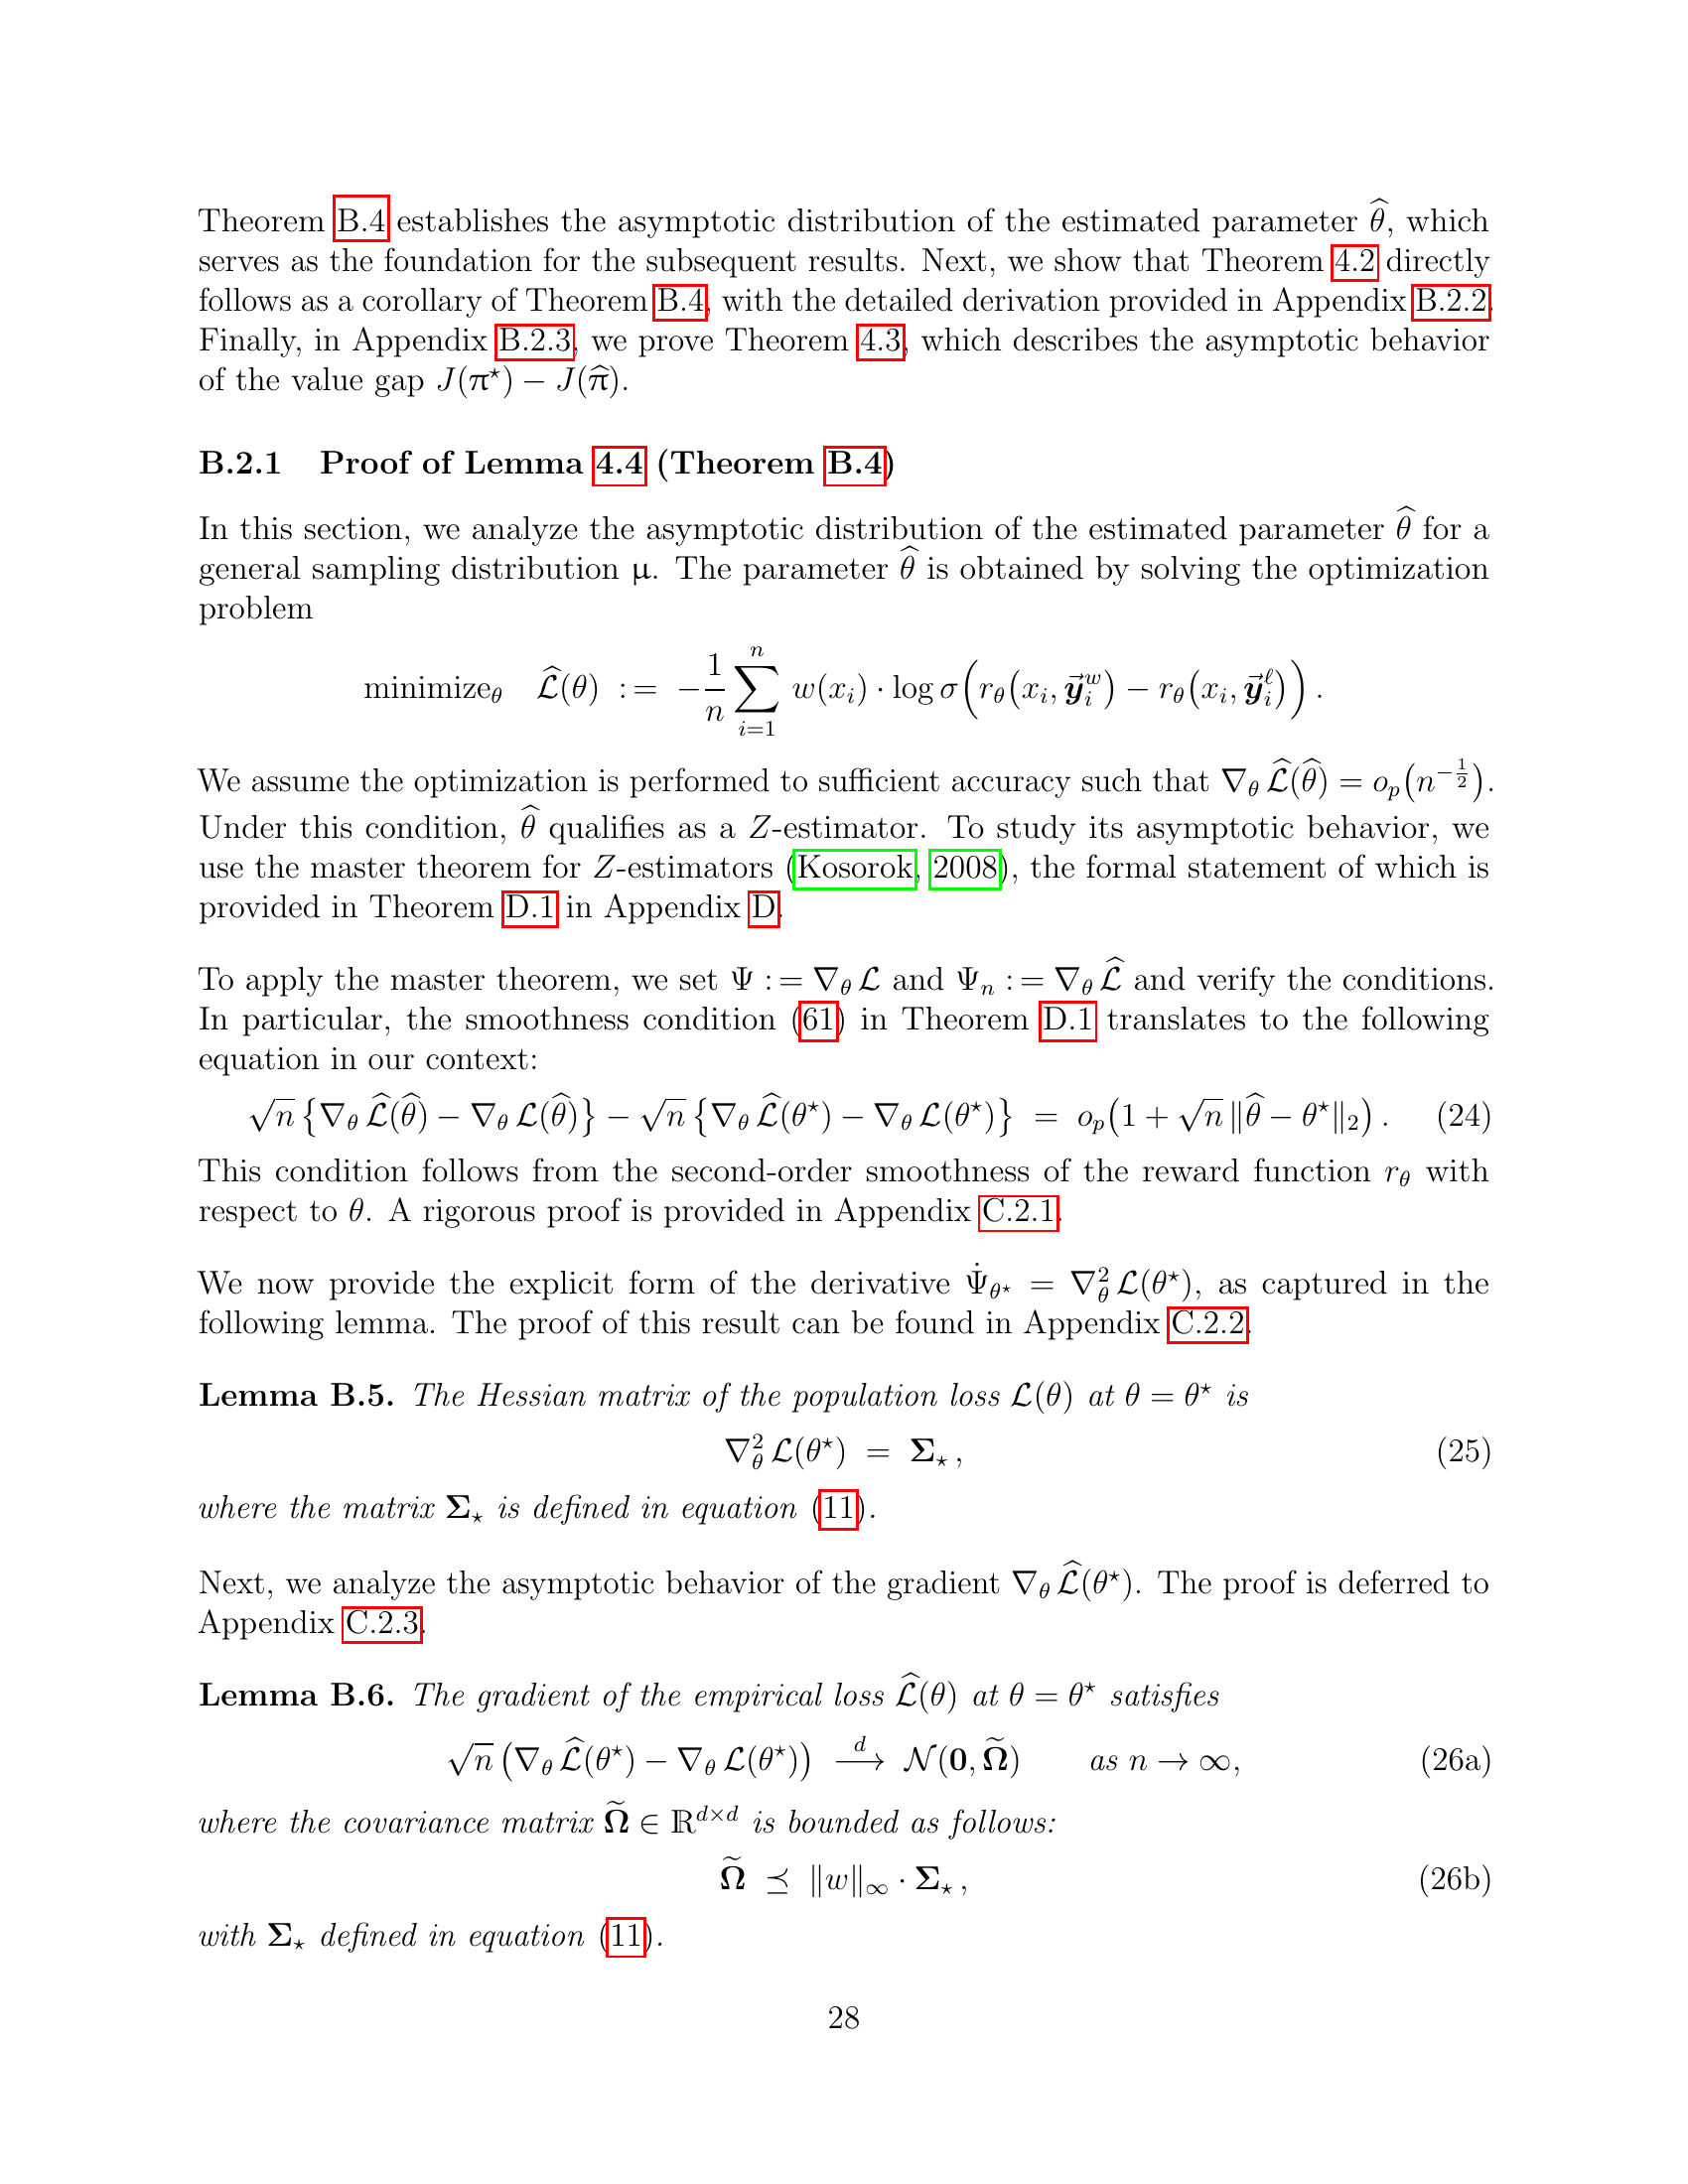 Theorem B.4 establishes the asymptotic distribution of the estimated parameter $\widehat{\theta}$, which
serves as the foundation for the subsequent results. Next, we show that Theorem 4.2 directly
follows as a corollary of Theorem B.4, with the detailed derivation provided in Appendix B.2.2.
Finally, in Appendix B.2.3, we prove Theorem 4.3, which describes the asymptotic behavior
of the value gap $J(\pi^\star) - J(\widehat{\pi})$.
B.2.1 Proof of Lemma 4.4 (Theorem B.4)
In this section, we analyze the asymptotic distribution of the estimated parameter $\widehat{\theta}$ for a
general sampling distribution $\mu$. The parameter $\widehat{\theta}$ is obtained by solving the optimization
problem
$\text{minimize}_\theta \quad \widehat{\mathcal{L}}(\theta) := -\frac{1}{n} \sum_{i=1}^{n} w(x_i) \cdot \log \sigma\Big( r_\theta\big(x_i, \vec{\boldsymbol{y}}_i^w\big) - r_\theta\big(x_i, \vec{\boldsymbol{y}}_i^\ell\big) \Big).$
We assume the optimization is performed to sufficient accuracy such that $\nabla_\theta \widehat{\mathcal{L}}(\widehat{\theta}) = o_p\big(n^{-\frac{1}{2}}\big)$.
Under this condition, $\widehat{\theta}$ qualifies as a $Z$-estimator. To study its asymptotic behavior, we
use the master theorem for $Z$-estimators (Kosorok, 2008), the formal statement of which is
provided in Theorem D.1 in Appendix D.
To apply the master theorem, we set $\Psi := \nabla_\theta \mathcal{L}$ and $\Psi_n := \nabla_\theta \widehat{\mathcal{L}}$ and verify the conditions.
In particular, the smoothness condition (61) in Theorem D.1 translates to the following
equation in our context:
$\sqrt{n}\,\big\{\nabla_\theta \widehat{\mathcal{L}}(\widehat{\theta}) - \nabla_\theta \mathcal{L}(\widehat{\theta})\big\} - \sqrt{n}\,\big\{\nabla_\theta \widehat{\mathcal{L}}(\theta^\star) - \nabla_\theta \mathcal{L}(\theta^\star)\big\} = o_p\big(1 + \sqrt{n}\,\|\widehat{\theta} - \theta^\star\|_2\big).$ (24)
This condition follows from the second-order smoothness of the reward function $r_\theta$ with
respect to $\theta$. A rigorous proof is provided in Appendix C.2.1.
We now provide the explicit form of the derivative $\dot{\Psi}_{\theta^\star} = \nabla_\theta^2 \mathcal{L}(\theta^\star)$, as captured in the
following lemma. The proof of this result can be found in Appendix C.2.2.
Lemma B.5. The Hessian matrix of the population loss $\mathcal{L}(\theta)$ at $\theta = \theta^\star$ is
$\nabla_\theta^2 \mathcal{L}(\theta^\star) = \boldsymbol{\Sigma}_\star,$ (25)
where the matrix $\boldsymbol{\Sigma}_\star$ is defined in equation (11).
Next, we analyze the asymptotic behavior of the gradient $\nabla_\theta \widehat{\mathcal{L}}(\theta^\star)$. The proof is deferred to
Appendix C.2.3.
Lemma B.6. The gradient of the empirical loss $\widehat{\mathcal{L}}(\theta)$ at $\theta = \theta^\star$ satisfies
$\sqrt{n}\,\big(\nabla_\theta \widehat{\mathcal{L}}(\theta^\star) - \nabla_\theta \mathcal{L}(\theta^\star)\big) \xrightarrow{d} \mathcal{N}(\mathbf{0}, \widetilde{\boldsymbol{\Omega}}) \quad \text{as } n \to \infty,$ (26a)
where the covariance matrix $\widetilde{\boldsymbol{\Omega}} \in \mathbb{R}^{d \times d}$ is bounded as follows:
$\widetilde{\boldsymbol{\Omega}} \preceq \|w\|_\infty \cdot \boldsymbol{\Sigma}_\star,$ (26b)
with $\boldsymbol{\Sigma}_\star$ defined in equation (11).
28